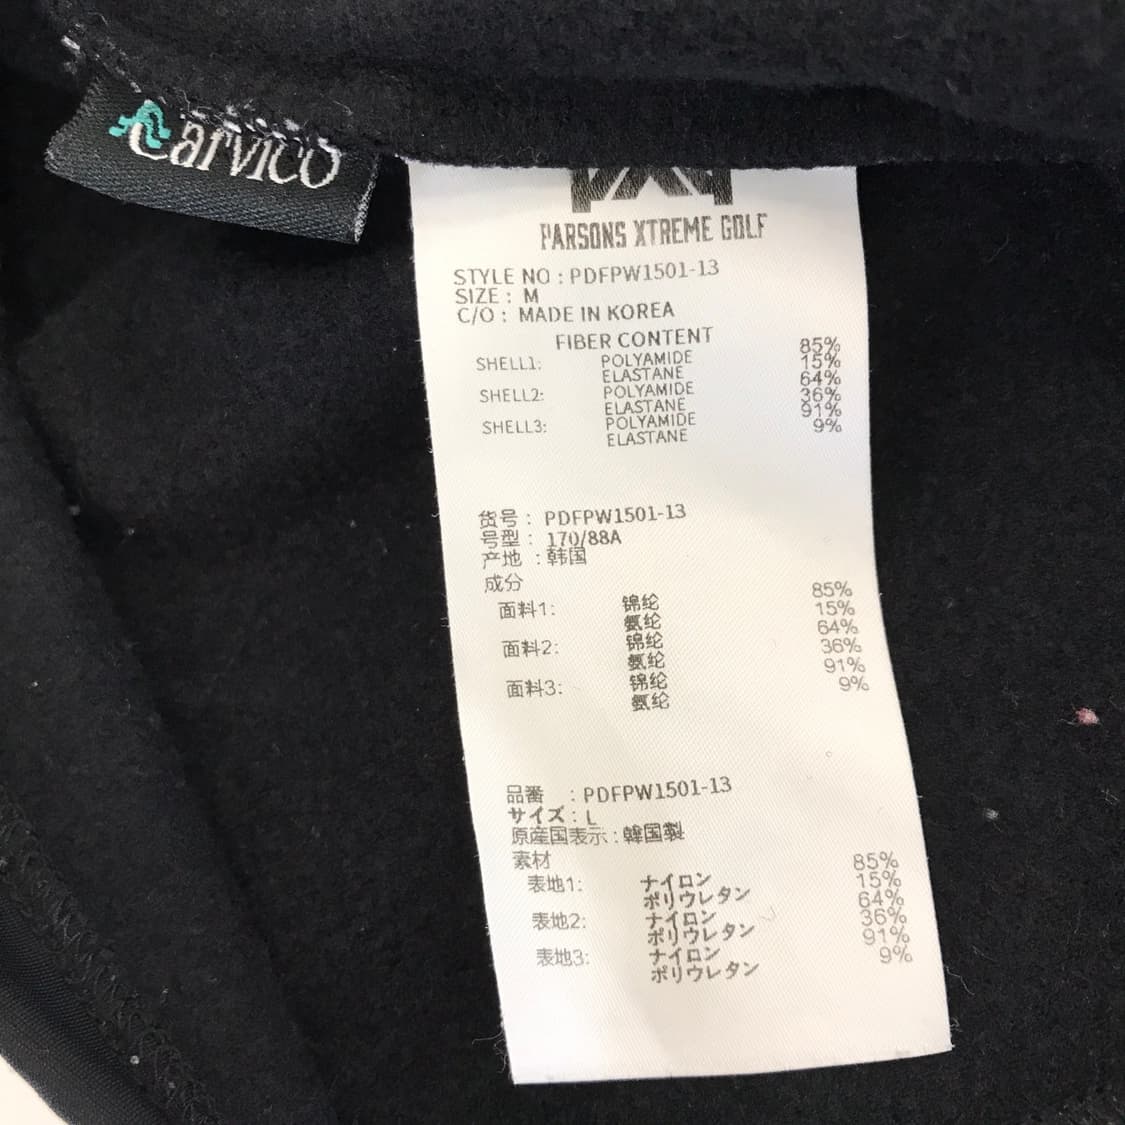 Carvico
PXG
PARSONS XTREME GOLF
STYLE NO : PDFPW1501-13
SIZE : M
C/O : MADE IN KOREA
FIBER CONTENT
SHELL1: POLYAMIDE 85%
ELASTANE 15%
SHELL2: POLYAMIDE 64%
ELASTANE 36%
SHELL3: POLYAMIDE 91%
ELASTANE 9%
货号 : PDFPW1501-13
号型 : 170/88A
产地 : 韩国
成分
面料1: 锦纶 85%
氨纶 15%
面料2: 锦纶 64%
氨纶 36%
面料3: 锦纶 91%
氨纶 9%
品番 : PDFPW1501-13
サイズ : L
原産国表示 : 韓国製
素材
表地1: ナイロン 85%
ポリウレタン 15%
表地2: ナイロン 64%
ポリウレタン 36%
表地3: ナイロン 91%
ポリウレタン 9%